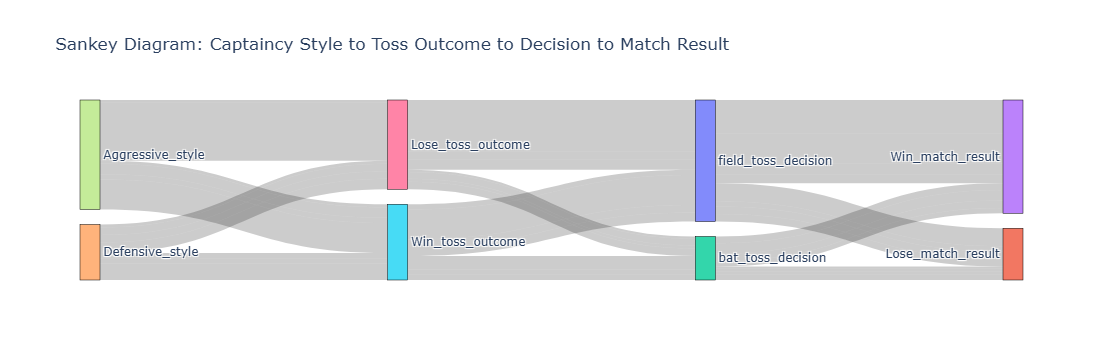 Sankey Diagram: Captaincy Style to Toss Outcome to Decision to Match Result
Aggressive_style
Defensive_style
Lose_toss_outcome
Win_toss_outcome
field_toss_decision
bat_toss_decision
Win_match_result
Lose_match_result